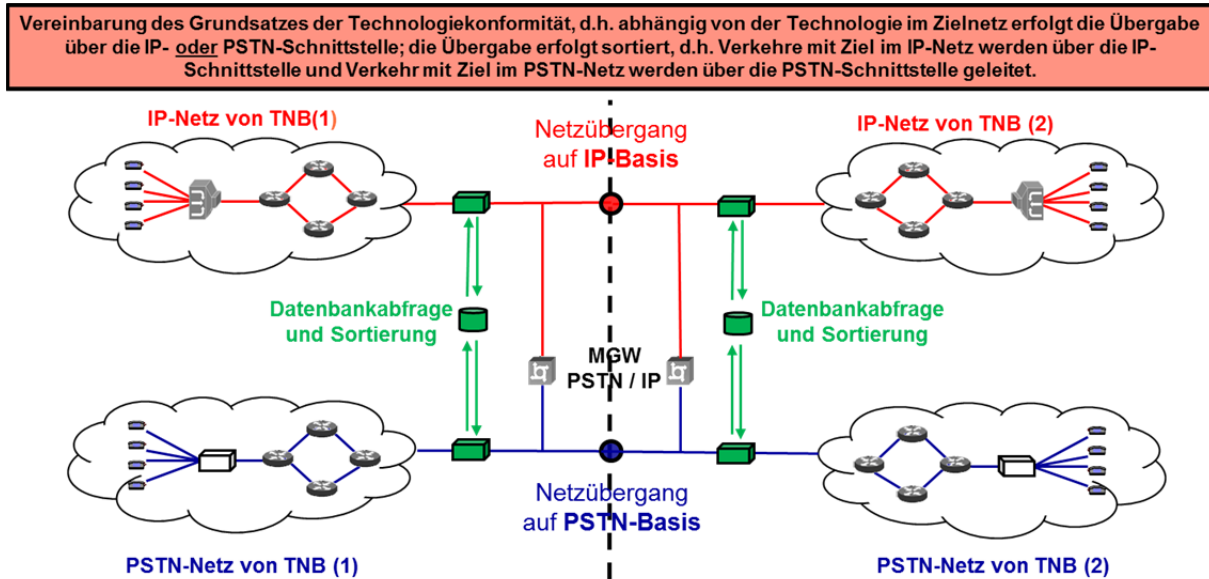 Vereinbarung des Grundsatzes der Technologiekonformität, d.h. abhängig von der Technologie im Zielnetz erfolgt die Übergabe
über die IP- oder PSTN-Schnittstelle; die Übergabe erfolgt sortiert, d.h. Verkehre mit Ziel im IP-Netz werden über die IP-
Schnittstelle und Verkehr mit Ziel im PSTN-Netz werden über die PSTN-Schnittstelle geleitet.
IP-Netz von TNB(1)
Netzübergang
auf IP-Basis
IP-Netz von TNB (2)
Datenbankabfrage
und Sortierung
Datenbankabfrage
und Sortierung
MGW
PSTN / IP
Netzübergang
auf PSTN-Basis
PSTN-Netz von TNB (1)
PSTN-Netz von TNB (2)